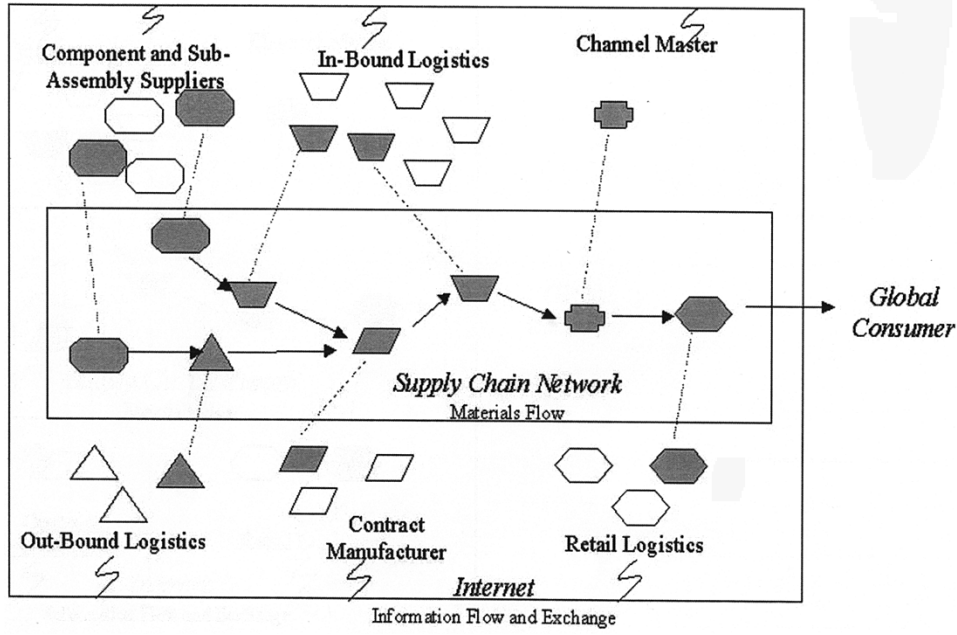 Component and Sub-
Assembly Suppliers
In-Bound Logistics
Channel Master
Global
Consumer
Supply Chain Network
Materials Flow
Out-Bound Logistics
Contract
Manufacturer
Retail Logistics
Internet
Information Flow and Exchange